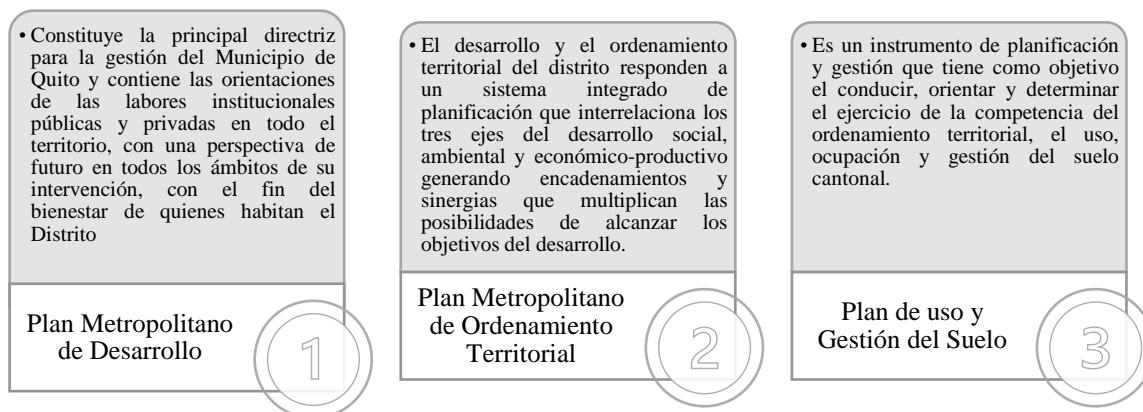 • Constituye la principal directriz
para la gestión del Municipio de
Quito y contiene las orientaciones
de las labores institucionales
públicas y privadas en todo el
territorio, con una perspectiva de
futuro en todos los ámbitos de su
intervención, con el fin del
bienestar de quienes habitan el
Distrito
Plan Metropolitano
de Desarrollo
1
• El desarrollo y el ordenamiento
territorial del distrito responden a
un sistema integrado de
planificación que interrelaciona los
tres ejes del desarrollo social,
ambiental y económico-productivo
generando encadenamientos y
sinergias que multiplican las
posibilidades de alcanzar los
objetivos del desarrollo.
Plan Metropolitano
de Ordenamiento
Territorial
2
• Es un instrumento de planificación
y gestión que tiene como objetivo
el conducir, orientar y determinar
el ejercicio de la competencia del
ordenamiento territorial, el uso,
ocupación y gestión del suelo
cantonal.
Plan de uso y
Gestión del Suelo
3